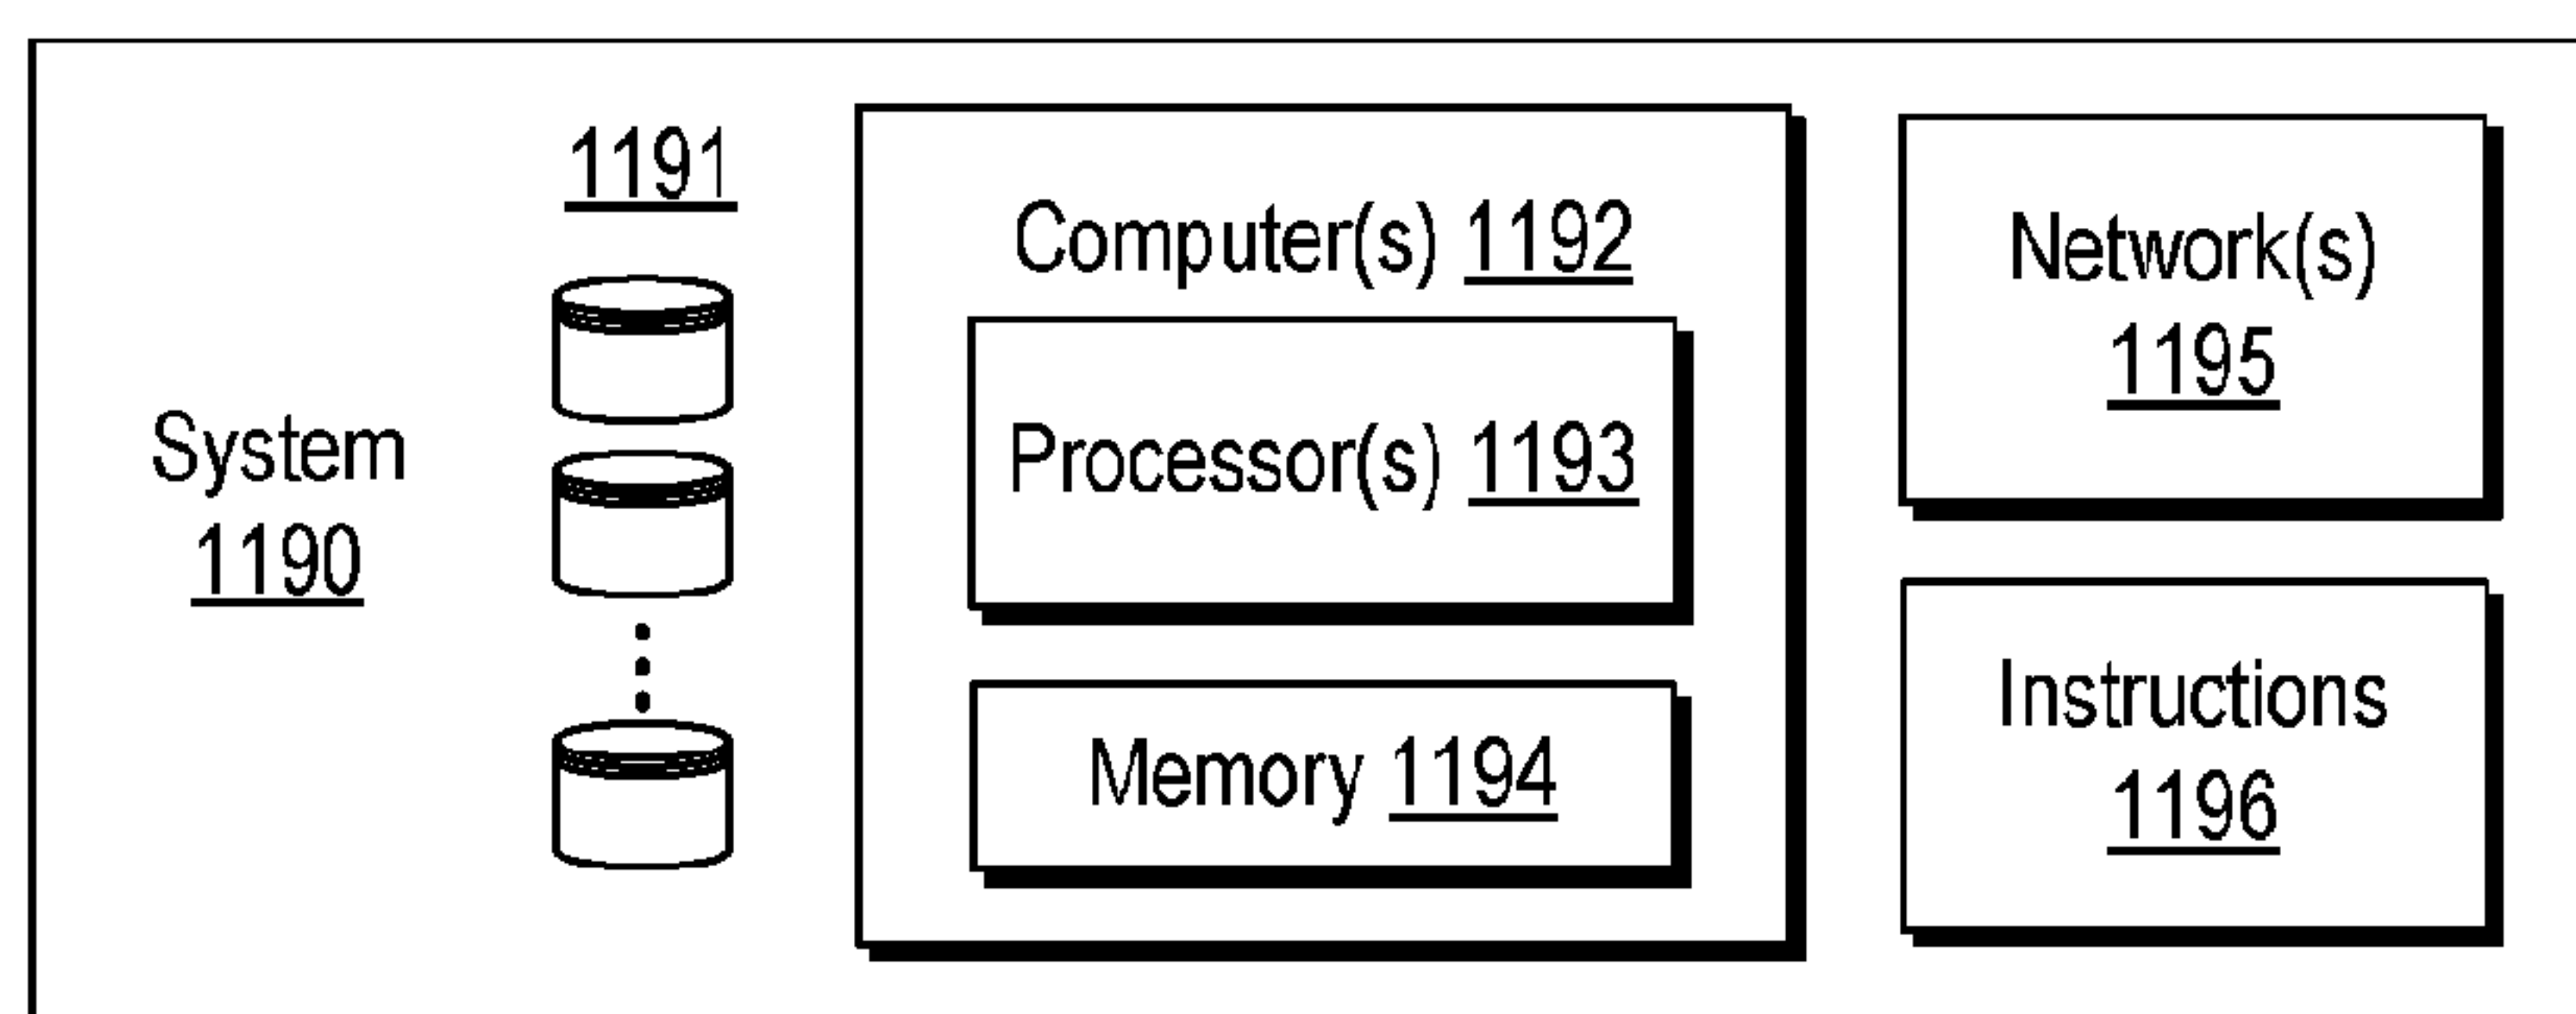 System
1190
1191
Computer(s) 1192
Processor(s) 1193
Memory 1194
Network(s)
1195
Instructions
1196